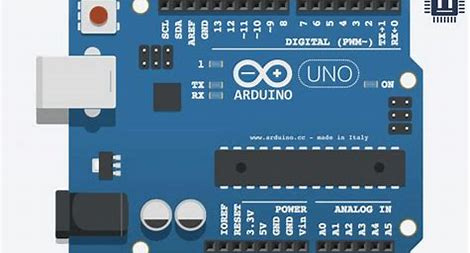 SCL
SDA
AREF
GND
13
12
~11
~10
~9
8
7
~6
~5
4
~3
2
TX→1
RX←0
DIGITAL (PWM~)
1
TX
RX
ARDUINO
UNO
ON
www.arduino.cc - made in Italy
IOREF
RESET
3.3V
5V
GND
GND
Vin
POWER
ANALOG IN
A0
A1
A2
A3
A4
A5